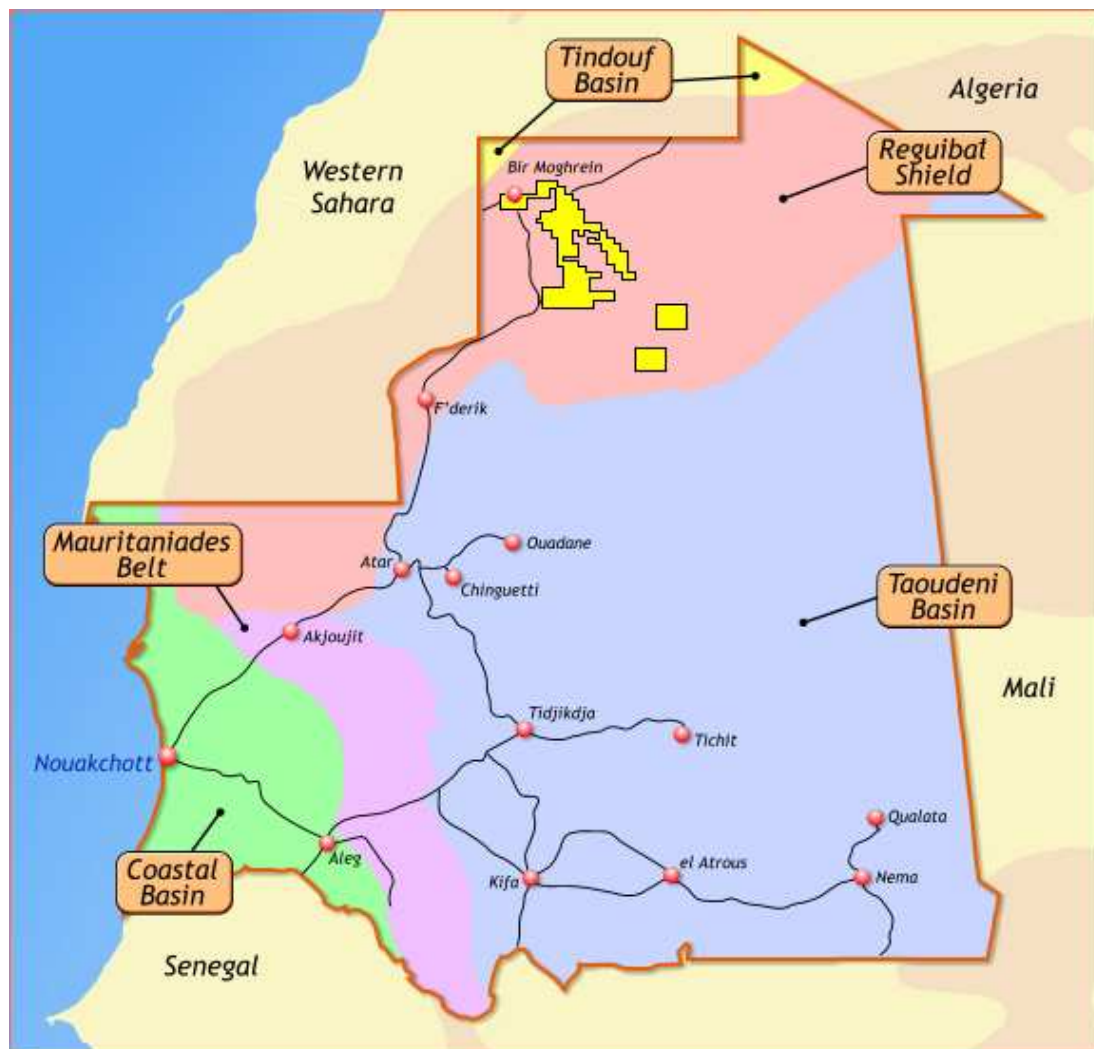 Tindouf
Basin
Algeria
Western
Sahara
Reguibat
Shield
Bir Moghrein
F'derik
Mauritaniades
Belt
Atar
Ouadane
Chinguetti
Taoudeni
Basin
Akjoujit
Mali
Tidjikdja
Tichit
Nouakchott
Qualata
Coastal
Basin
Aleg
el Atrous
Kifa
Nema
Senegal